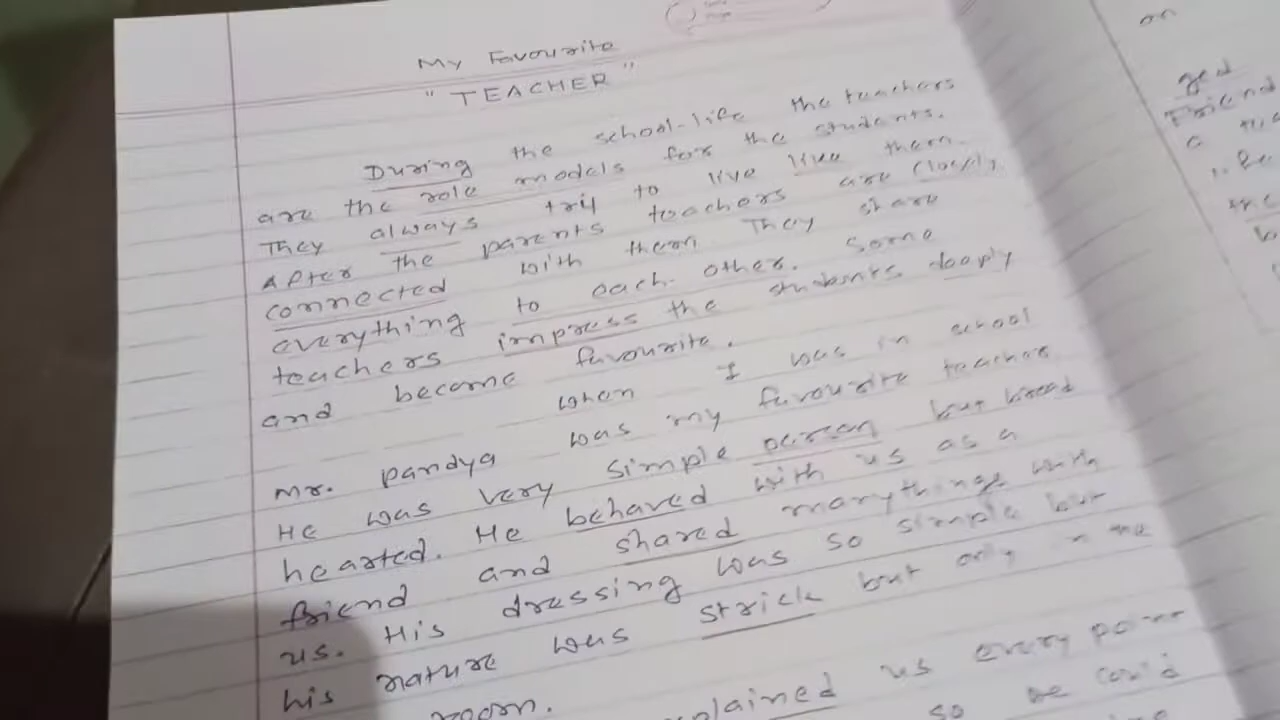 My Favourite
"TEACHER"
During the school-life the teachers
are the role models for the students.
They always try to live like them.
After the parents teachers are closely
connected with them They share
everything to each other. Some
teachers impress the students deeply
and become favourite.
when I was in school
Mr. pandya was my favourite teacher
He was very simple person but
hearted. He behaved with us as a
friend and shared many things with
us. His dressing was so simple but
his nature was strick but only in the
room.
us every point
so we could
on
Friend
a